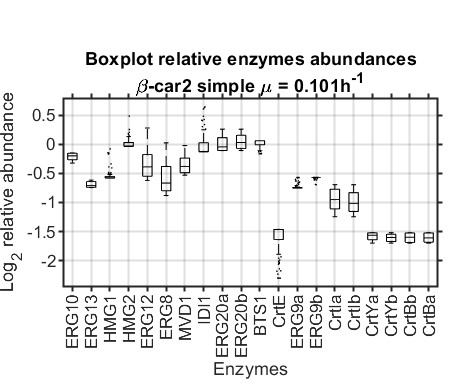 Boxplot relative enzymes abundances
β-car2 simple μ = 0.101h⁻¹
Log₂ relative abundance
0.5
0
-0.5
-1
-1.5
-2
ERG10
ERG13
HMG1
HMG2
ERG12
ERG8
MVD1
IDI1
ERG20a
ERG20b
BTS1
CrtE
ERG9a
ERG9b
CrtIa
CrtIb
CrtYa
CrtYb
CrtBb
CrtBa
Enzymes